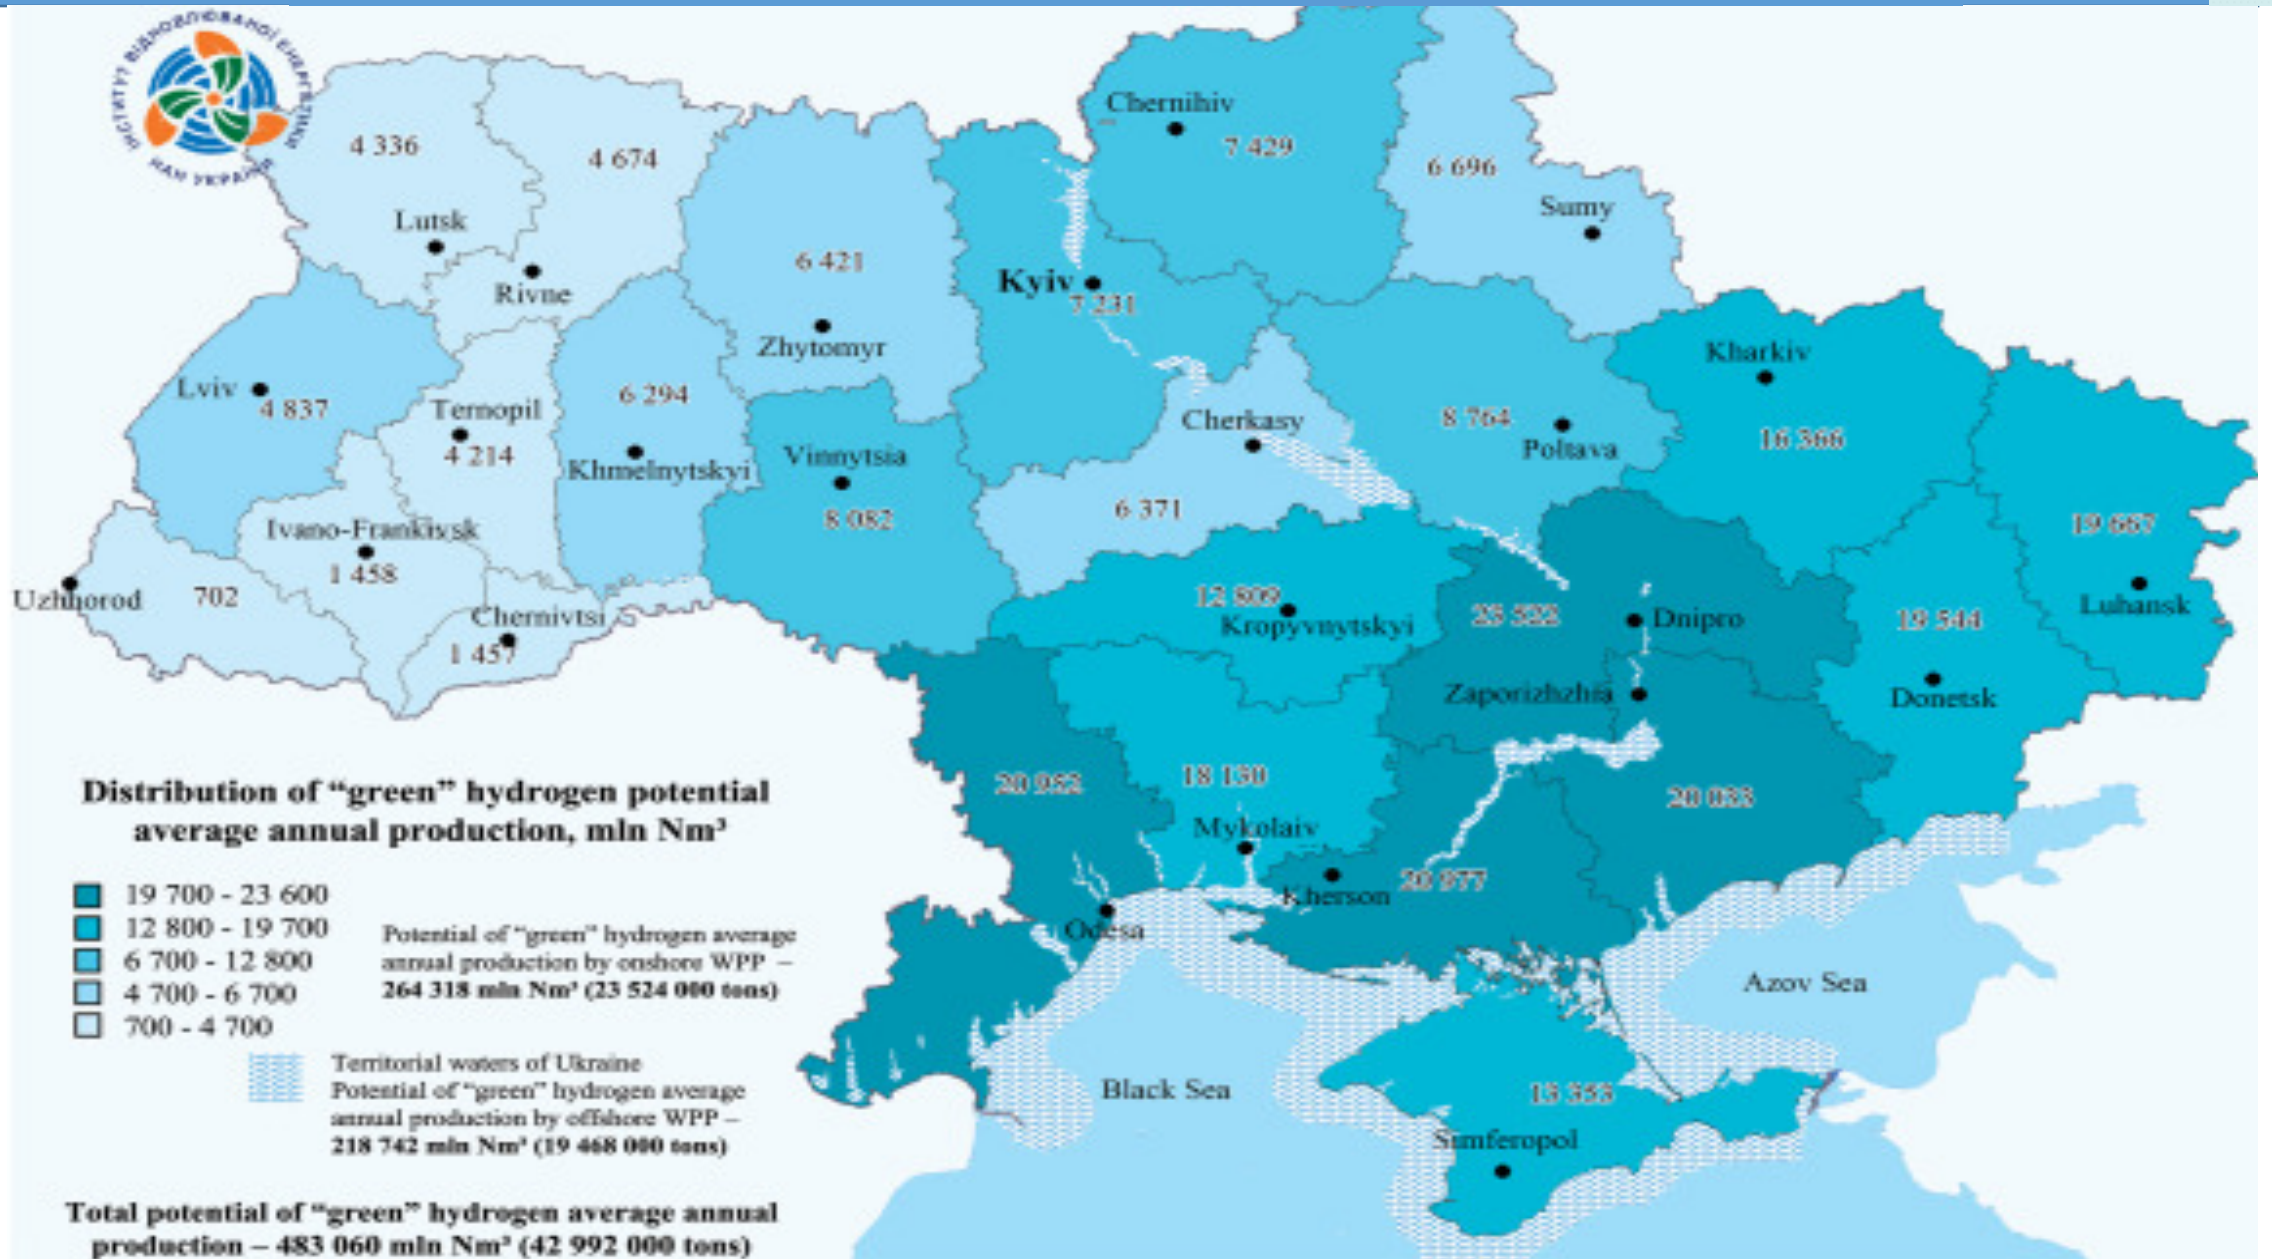 ІНСТИТУТ ВІДНОВЛЮВАНОЇ ЕНЕРГЕТИКИ
НАН УКРАЇНИ
Chernihiv
7 429
4 336
4 674
6 696
Lutsk
Sumy
6 421
Kyiv
7 231
Rivne
Zhytomyr
Kharkiv
Lviv
4 837
6 294
Ternopil
4 214
Cherkasy
8 764
Poltava
16 366
Khmelnytskyi
Vinnytsia
8 082
6 371
19 667
Ivano-Frankivsk
1 458
Uzhhorod
702
Chernivtsi
1 457
12 809
Kropyvnytskyi
23 522
Dnipro
19 544
Luhansk
Zaporizhzhia
Donetsk
20 952
18 130
20 033
Mykolaiv
Kherson
20 977
Odesa
Azov Sea
Black Sea
13 353
Simferopol
Distribution of “green” hydrogen potential
average annual production, mln Nm³
19 700 - 23 600
12 800 - 19 700
6 700 - 12 800
4 700 - 6 700
700 - 4 700
Potential of “green” hydrogen average
annual production by onshore WPP –
264 318 mln Nm³ (23 524 000 tons)
Territorial waters of Ukraine
Potential of “green” hydrogen average
annual production by offshore WPP –
218 742 mln Nm³ (19 468 000 tons)
Total potential of “green” hydrogen average annual
production – 483 060 mln Nm³ (42 992 000 tons)